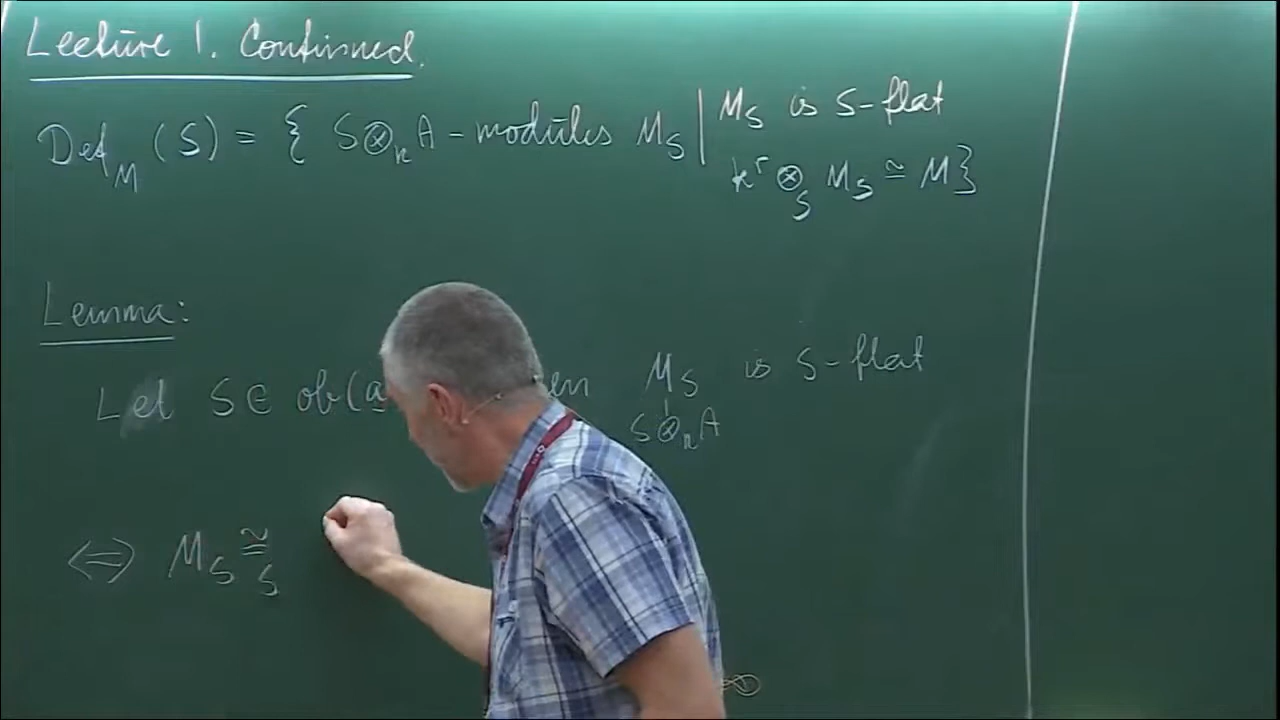 Lecture 1. Continued.
Def_M (S) = { S⊗_k A - modules M_S | M_S is S-flat
k^r ⊗_S M_S ≅ M}
Lemma:
Let S ∈ ob(a M_S is S-flat
S⊗_k A
⇔ M_S ≅_S